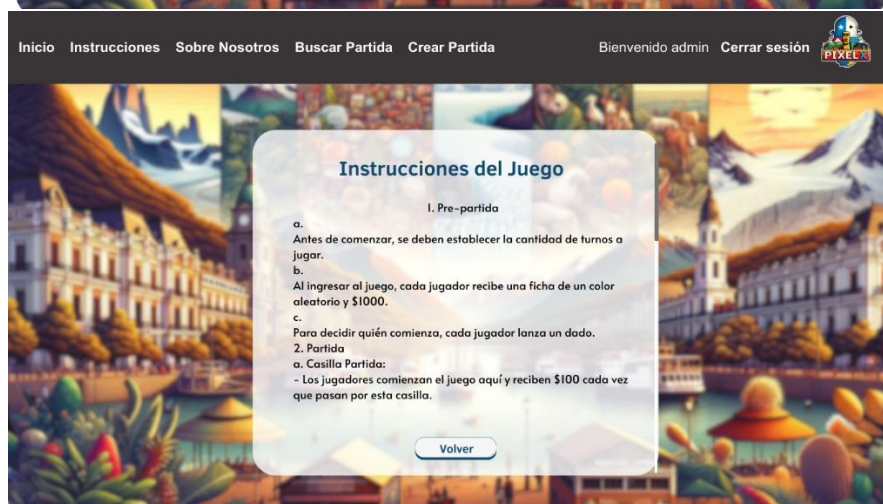 Inicio Instrucciones Sobre Nosotros Buscar Partida Crear Partida Bienvenido admin Cerrar sesión
PIXELX
Instrucciones del Juego
1. Pre-partida
a.
Antes de comenzar, se deben establecer la cantidad de turnos a
jugar.
b.
Al ingresar al juego, cada jugador recibe una ficha de un color
aleatorio y $1000.
c.
Para decidir quién comienza, cada jugador lanza un dado.
2. Partida
a. Casilla Partida:
- Los jugadores comienzan el juego aquí y reciben $100 cada vez
que pasan por esta casilla.
Volver